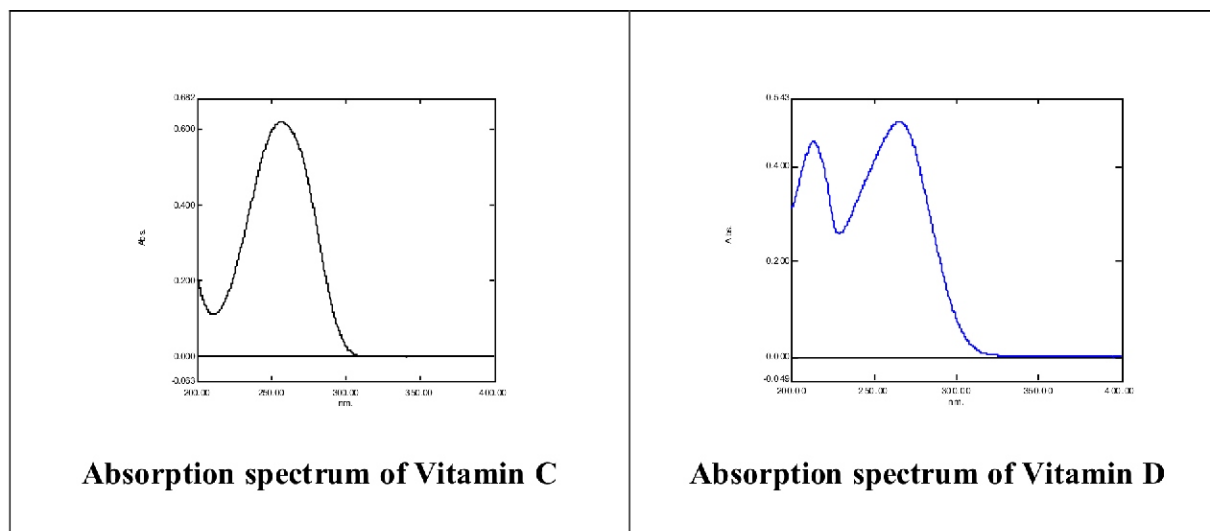 0.682
0.600
0.400
0.200
0.000
-0.063
Abs.
200.00 250.00 300.00 350.00 400.00
nm.
Absorption spectrum of Vitamin C
0.543
0.400
0.200
0.000
-0.049
Abs.
200.00 250.00 300.00 350.00 400.00
nm.
Absorption spectrum of Vitamin D